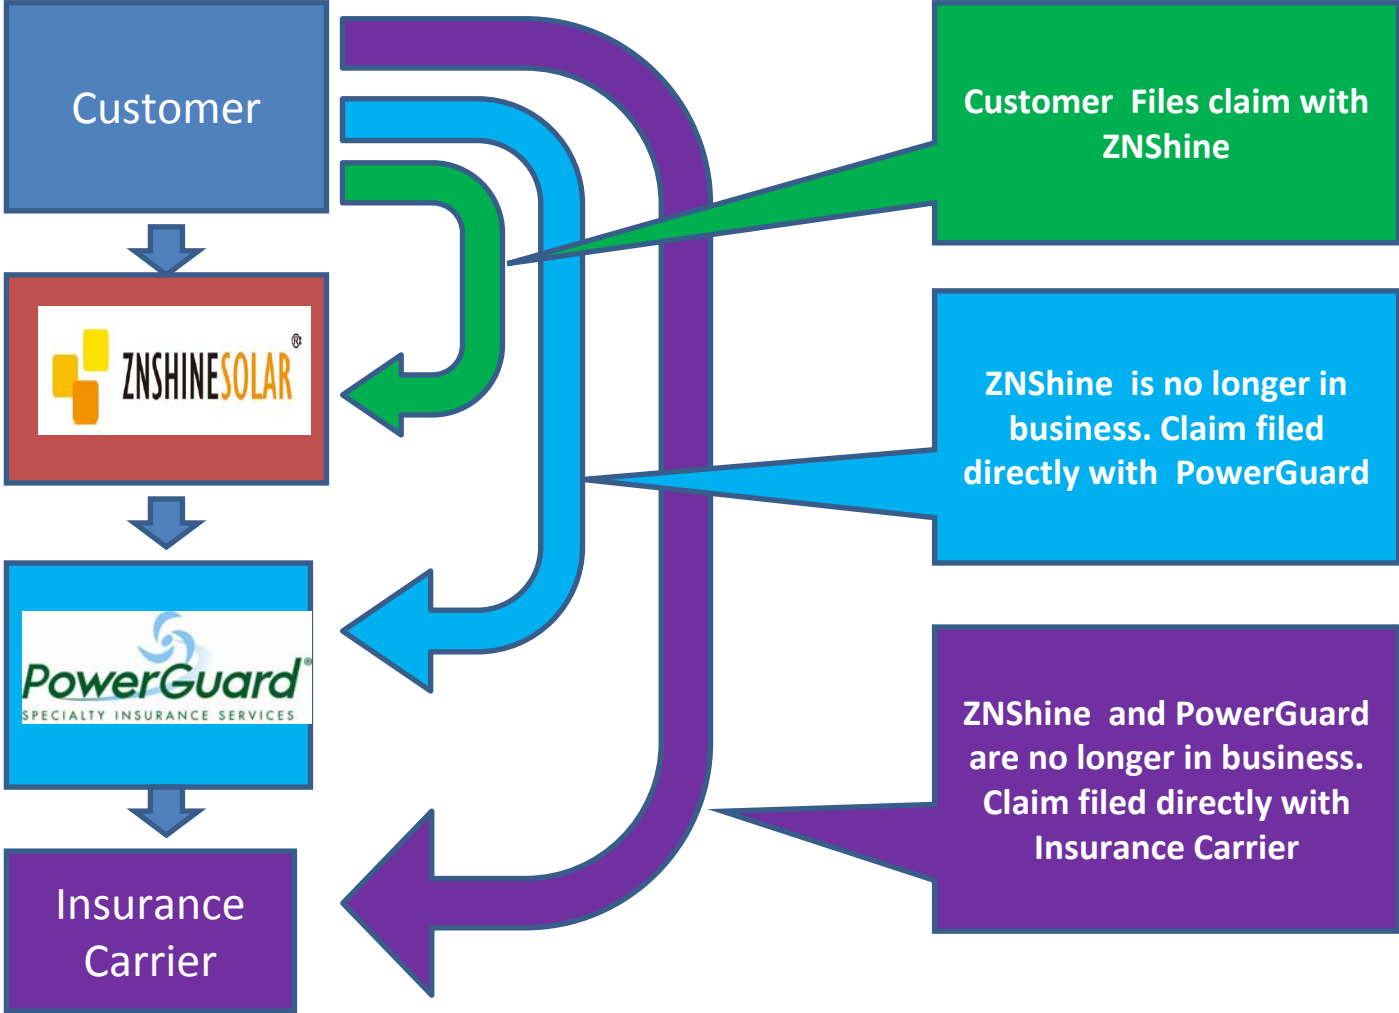 Customer
Customer Files claim with
ZNShine
ZNSHINESOLAR®
ZNShine is no longer in
business. Claim filed
directly with PowerGuard
PowerGuard®
SPECIALTY INSURANCE SERVICES
ZNShine and PowerGuard
are no longer in business.
Claim filed directly with
Insurance Carrier
Insurance
Carrier